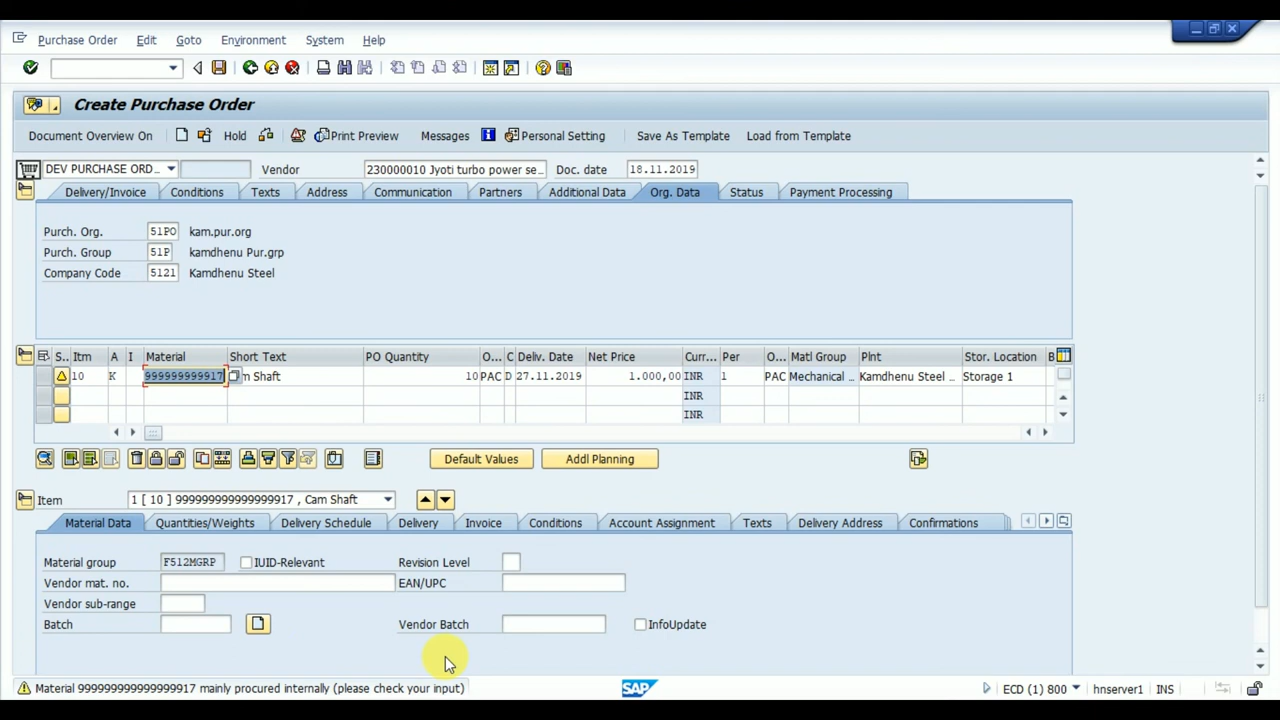 Purchase Order Edit Goto Environment System Help
Create Purchase Order
Document Overview On Hold Print Preview Messages Personal Setting Save As Template Load from Template
DEV PURCHASE ORD... Vendor 230000010 Jyoti turbo power se... Doc. date 18.11.2019
Delivery/Invoice Conditions Texts Address Communication Partners Additional Data Org. Data Status Payment Processing
Purch. Org. 51PO kam.pur.org
Purch. Group 51P kamdhenu Pur.grp
Company Code 5121 Kamdhenu Steel
S.. Itm A I Material Short Text PO Quantity O... C Deliv. Date Net Price Curr... Per O... Matl Group Plnt Stor. Location B
10 K 999999999917 m Shaft 10 PAC D 27.11.2019 1.000,00 INR 1 PAC Mechanical ... Kamdhenu Steel ... Storage 1
INR
INR
Default Values Addl Planning
Item 1 [ 10 ] 999999999999999917 , Cam Shaft
Material Data Quantities/Weights Delivery Schedule Delivery Invoice Conditions Account Assignment Texts Delivery Address Confirmations
Material group F512MGRP IUID-Relevant Revision Level
Vendor mat. no. EAN/UPC
Vendor sub-range
Batch Vendor Batch InfoUpdate
Material 999999999999999917 mainly procured internally (please check your input) SAP ECD (1) 800 hnserver1 INS